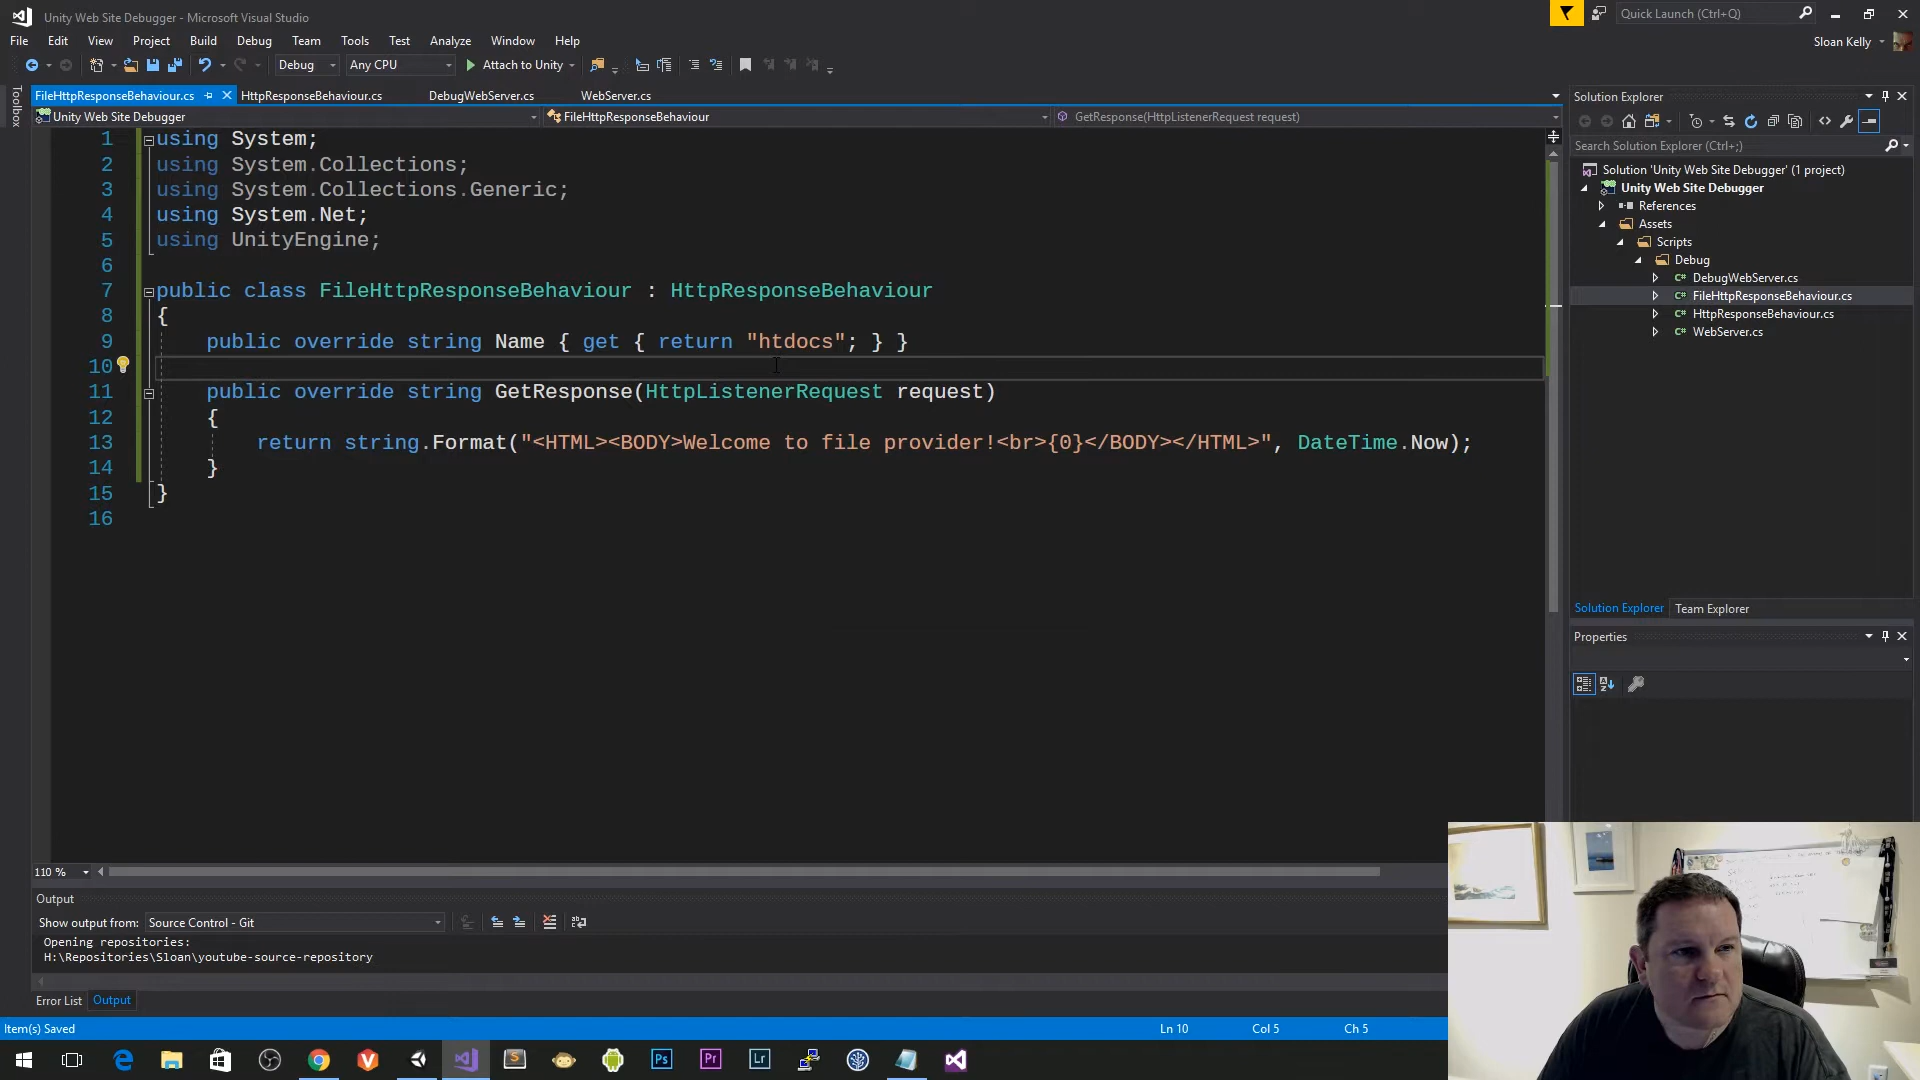 Unity Web Site Debugger - Microsoft Visual Studio
Quick Launch (Ctrl+Q)
File Edit View Project Build Debug Team Tools Test Analyze Window Help
Sloan Kelly
Debug Any CPU Attach to Unity
Toolbox
FileHttpResponseBehaviour.cs HttpResponseBehaviour.cs DebugWebServer.cs WebServer.cs
Unity Web Site Debugger FileHttpResponseBehaviour GetResponse(HttpListenerRequest request)
1 using System;
2 using System.Collections;
3 using System.Collections.Generic;
4 using System.Net;
5 using UnityEngine;
6
7 public class FileHttpResponseBehaviour : HttpResponseBehaviour
8 {
9 public override string Name { get { return "htdocs"; } }
10
11 public override string GetResponse(HttpListenerRequest request)
12 {
13 return string.Format("<HTML><BODY>Welcome to file provider!<br>{0}</BODY></HTML>", DateTime.Now);
14 }
15 }
16
110 %
Output
Show output from: Source Control - Git
Opening repositories:
H:\Repositories\Sloan\youtube-source-repository
Error List Output
Item(s) Saved
Ln 10 Col 5 Ch 5
Solution Explorer
Search Solution Explorer (Ctrl+;)
Solution 'Unity Web Site Debugger' (1 project)
Unity Web Site Debugger
References
Assets
Scripts
Debug
DebugWebServer.cs
FileHttpResponseBehaviour.cs
HttpResponseBehaviour.cs
WebServer.cs
Solution Explorer Team Explorer
Properties
Ps Pr Lr